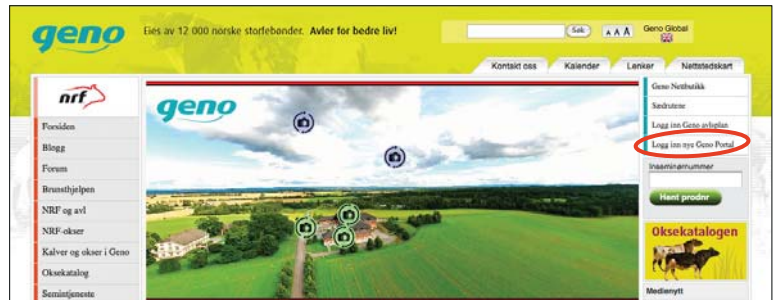 geno
Eies av 12 000 norske storfebønder. Avler for bedre liv!
Søk
A A A
Geno Global
Kontakt oss
Kalender
Lenker
Nettstedskart
nrf
Forsiden
Blogg
Forum
Brunsthjelpen
NRF og avl
NRF-okser
Kalver og okser i Geno
Oksekatalog
Semintjeneste
geno
Geno Nettbutikk
Sædrutene
Logg inn Geno avlsplan
Logg inn nye Geno Portal
Inseminørnummer
Hent prodnr
Oksekatalogen
Medienytt